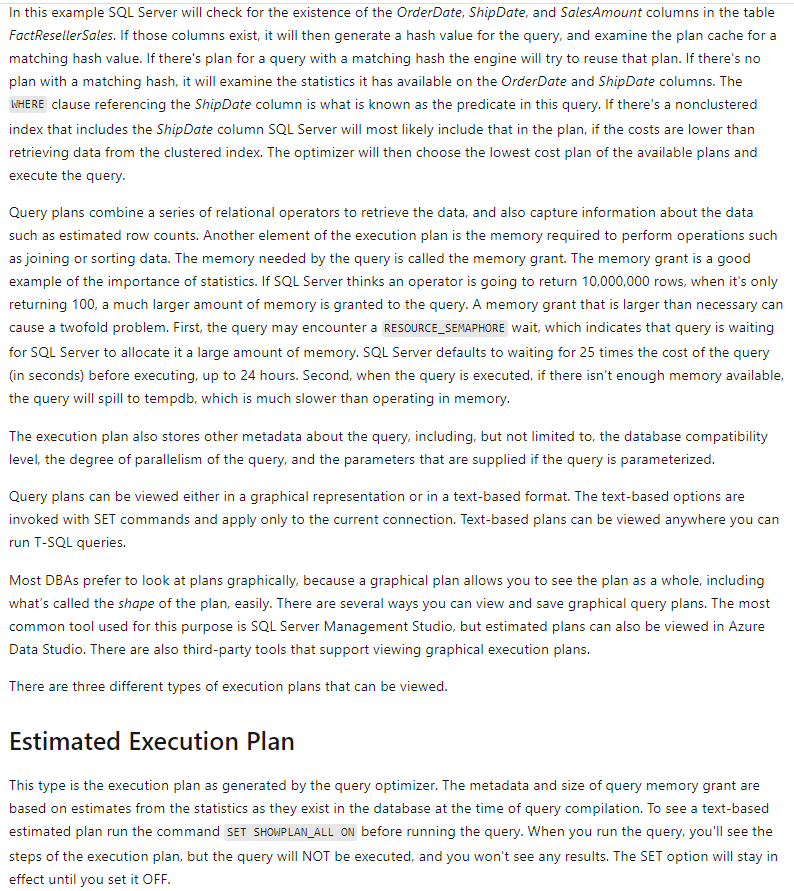 In this example SQL Server will check for the existence of the OrderDate, ShipDate, and SalesAmount columns in the table
FactResellerSales. If those columns exist, it will then generate a hash value for the query, and examine the plan cache for a
matching hash value. If there's plan for a query with a matching hash the engine will try to reuse that plan. If there's no
plan with a matching hash, it will examine the statistics it has available on the OrderDate and ShipDate columns. The
WHERE clause referencing the ShipDate column is what is known as the predicate in this query. If there's a nonclustered
index that includes the ShipDate column SQL Server will most likely include that in the plan, if the costs are lower than
retrieving data from the clustered index. The optimizer will then choose the lowest cost plan of the available plans and
execute the query.
Query plans combine a series of relational operators to retrieve the data, and also capture information about the data
such as estimated row counts. Another element of the execution plan is the memory required to perform operations such
as joining or sorting data. The memory needed by the query is called the memory grant. The memory grant is a good
example of the importance of statistics. If SQL Server thinks an operator is going to return 10,000,000 rows, when it's only
returning 100, a much larger amount of memory is granted to the query. A memory grant that is larger than necessary can
cause a twofold problem. First, the query may encounter a RESOURCE_SEMAPHORE wait, which indicates that query is waiting
for SQL Server to allocate it a large amount of memory. SQL Server defaults to waiting for 25 times the cost of the query
(in seconds) before executing, up to 24 hours. Second, when the query is executed, if there isn't enough memory available,
the query will spill to tempdb, which is much slower than operating in memory.
The execution plan also stores other metadata about the query, including, but not limited to, the database compatibility
level, the degree of parallelism of the query, and the parameters that are supplied if the query is parameterized.
Query plans can be viewed either in a graphical representation or in a text-based format. The text-based options are
invoked with SET commands and apply only to the current connection. Text-based plans can be viewed anywhere you can
run T-SQL queries.
Most DBAs prefer to look at plans graphically, because a graphical plan allows you to see the plan as a whole, including
what's called the shape of the plan, easily. There are several ways you can view and save graphical query plans. The most
common tool used for this purpose is SQL Server Management Studio, but estimated plans can also be viewed in Azure
Data Studio. There are also third-party tools that support viewing graphical execution plans.
There are three different types of execution plans that can be viewed.
Estimated Execution Plan
This type is the execution plan as generated by the query optimizer. The metadata and size of query memory grant are
based on estimates from the statistics as they exist in the database at the time of query compilation. To see a text-based
estimated plan run the command SET SHOWPLAN_ALL ON before running the query. When you run the query, you'll see the
steps of the execution plan, but the query will NOT be executed, and you won't see any results. The SET option will stay in
effect until you set it OFF.